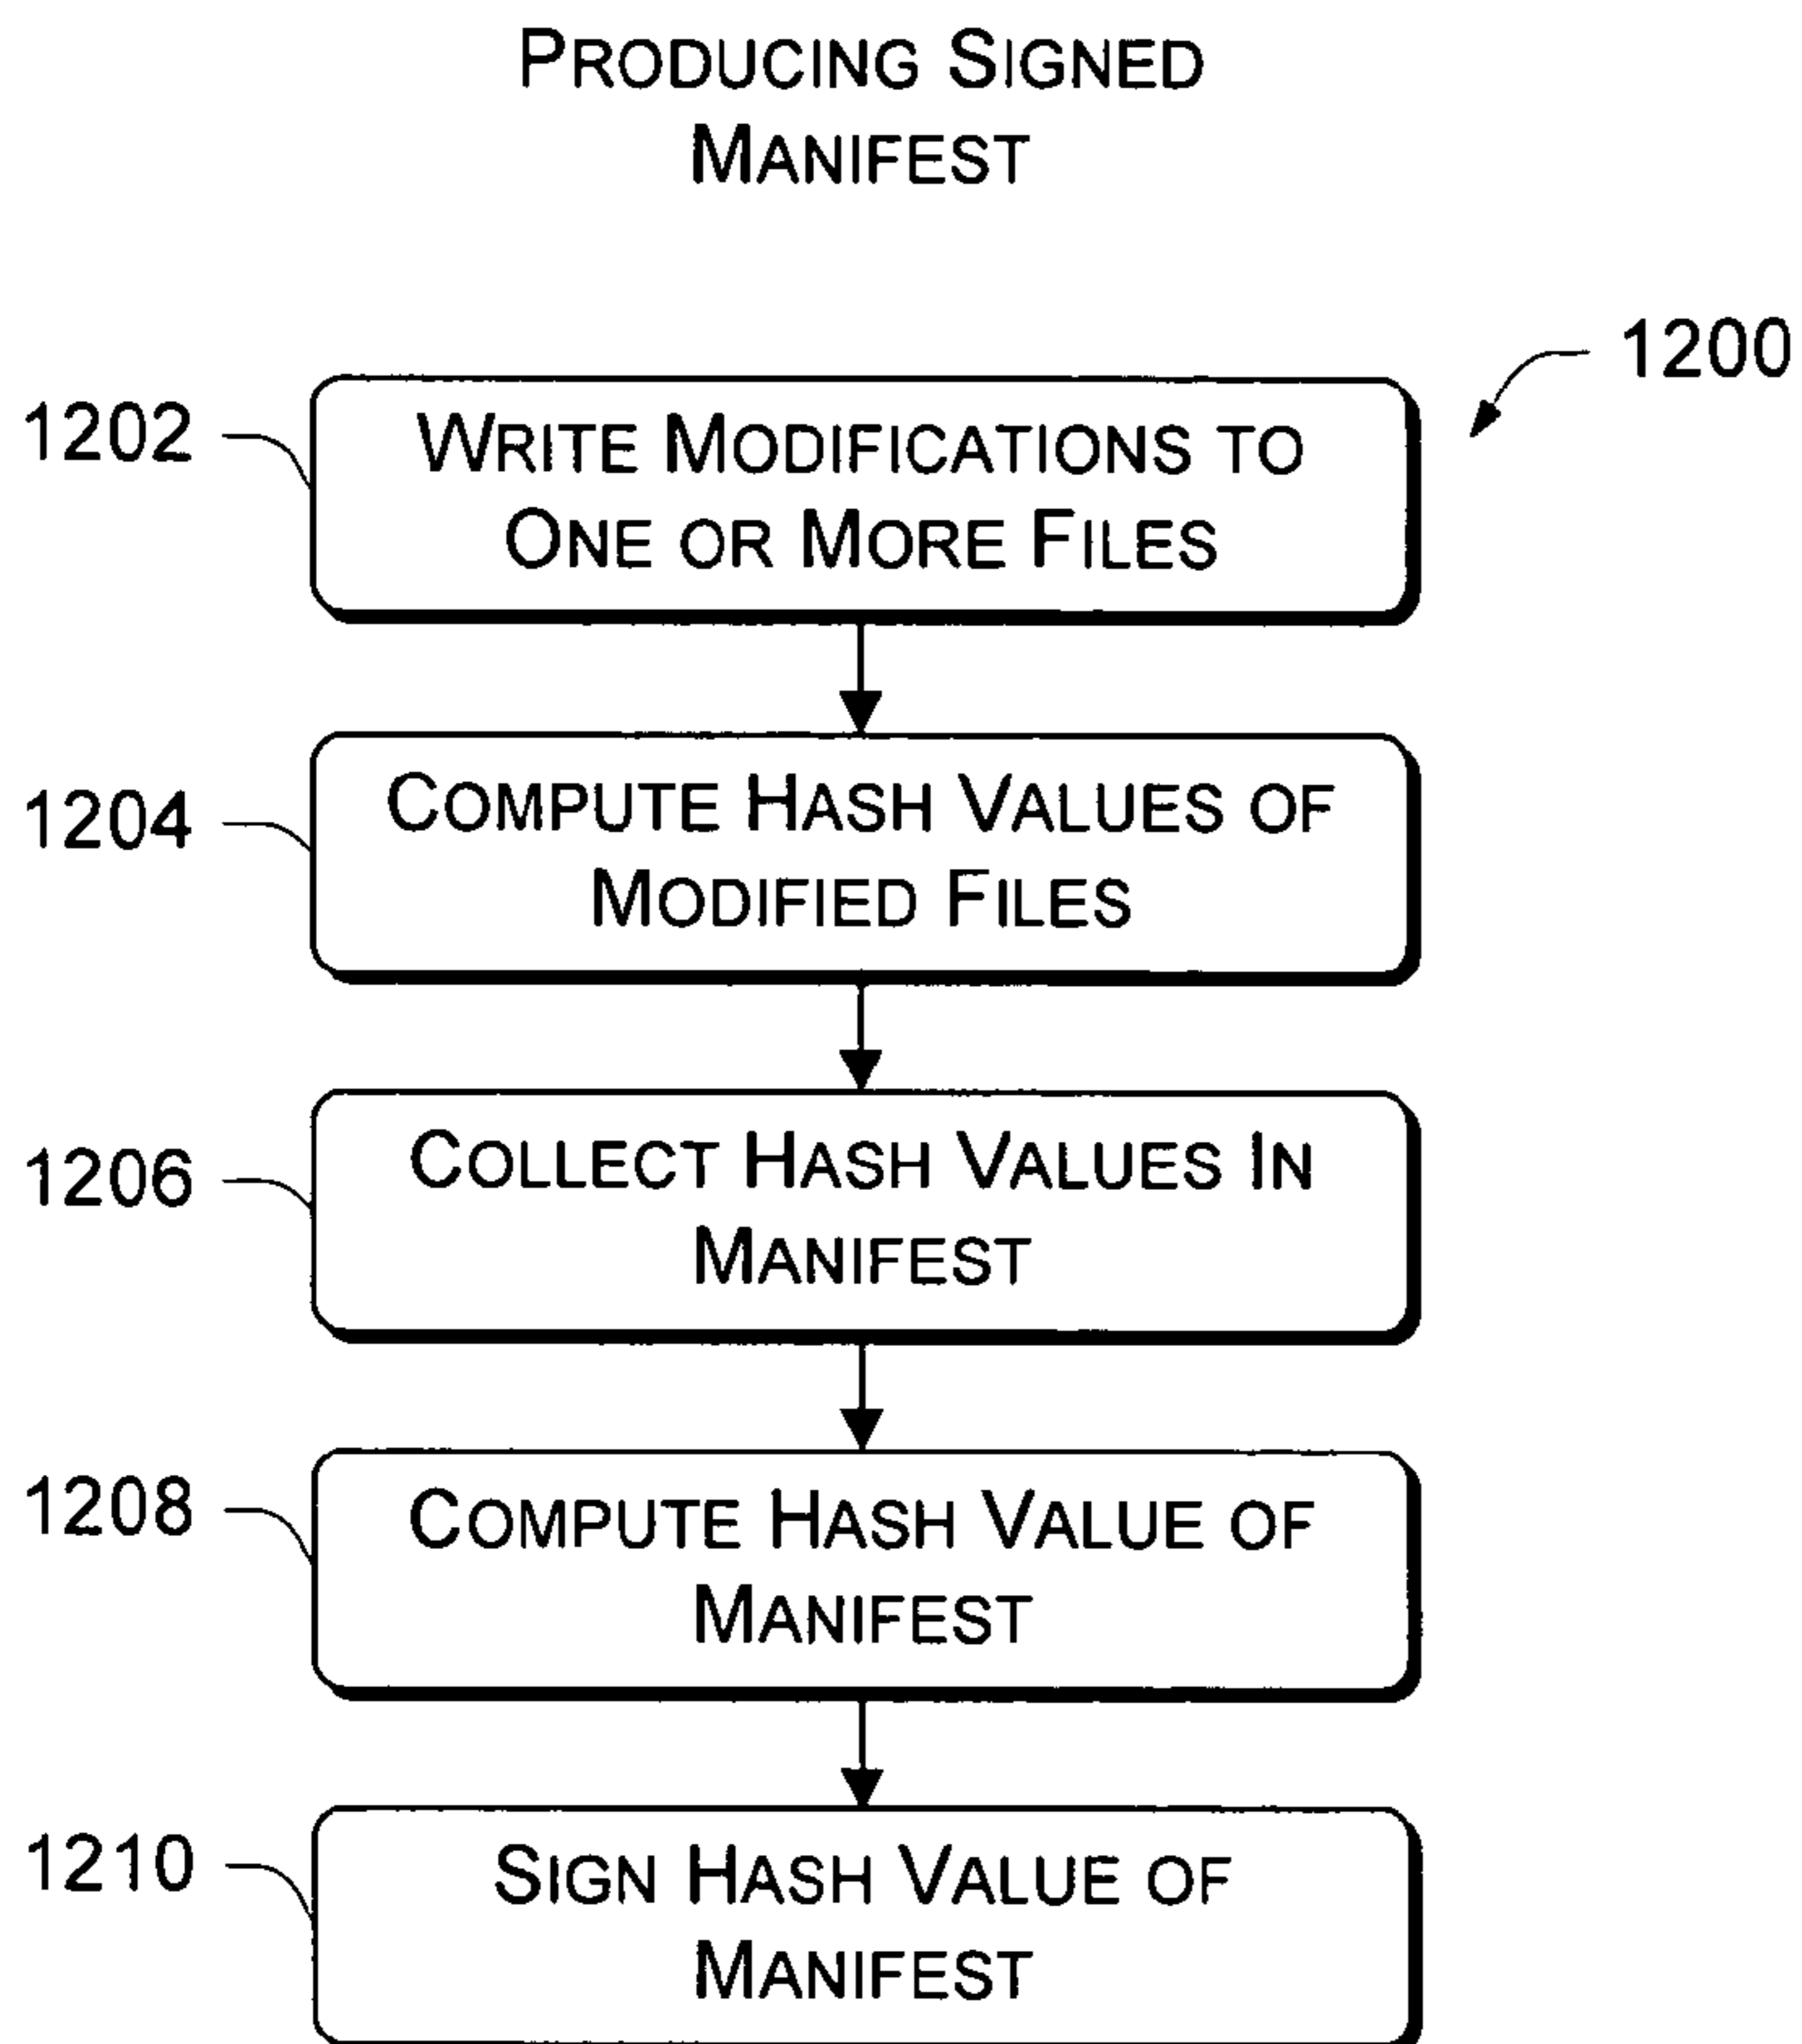 PRODUCING SIGNED
MANIFEST
1200
1202
WRITE MODIFICATIONS TO
ONE OR MORE FILES
1204
COMPUTE HASH VALUES OF
MODIFIED FILES
1206
COLLECT HASH VALUES IN
MANIFEST
1208
COMPUTE HASH VALUE OF
MANIFEST
1210
SIGN HASH VALUE OF
MANIFEST